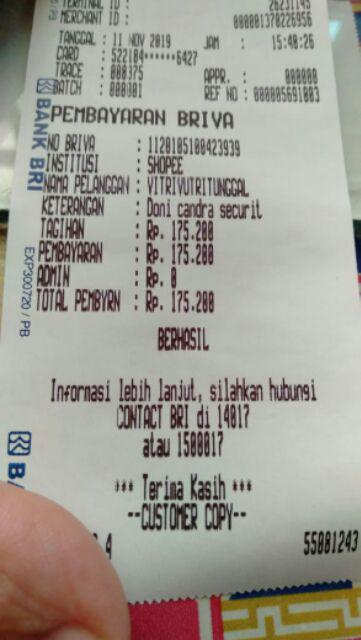 TERMINAL ID : 26231145
MERCHANT ID : 000001370226956
TANGGAL : 11 NOV 2019 JAM : 15:40:26
CARD : 522184******6427
TRACE : 000375 APPR. : 000000
BATCH : 000001 REF NO : 000005691003
PEMBAYARAN BRIVA
NO BRIVA : 1120105100423939
INSTITUSI : SHOPEE
NAMA PELANGGAN : VITRIVUTRITUNGGAL
KETERANGAN : Doni candra securit
TAGIHAN : Rp. 175.200
PEMBAYARAN : Rp. 175.200
ADMIN : Rp. 0
TOTAL PEMBYRN : Rp. 175.200
BERHASIL
Informasi lebih lanjut, silahkan hubungi
CONTACT BRI di 14017
atau 1500017
*** Terima Kasih ***
--CUSTOMER COPY--
4 55001243
BANK BRI
EXP300720 / PB
BA